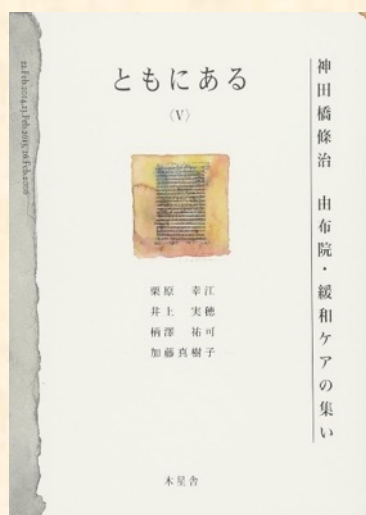 ともにある
〈V〉
神田橋條治 由布院・緩和ケアの集い
栗原 幸江
井上 実穂
柄澤 祐可
加藤真樹子
木星舎